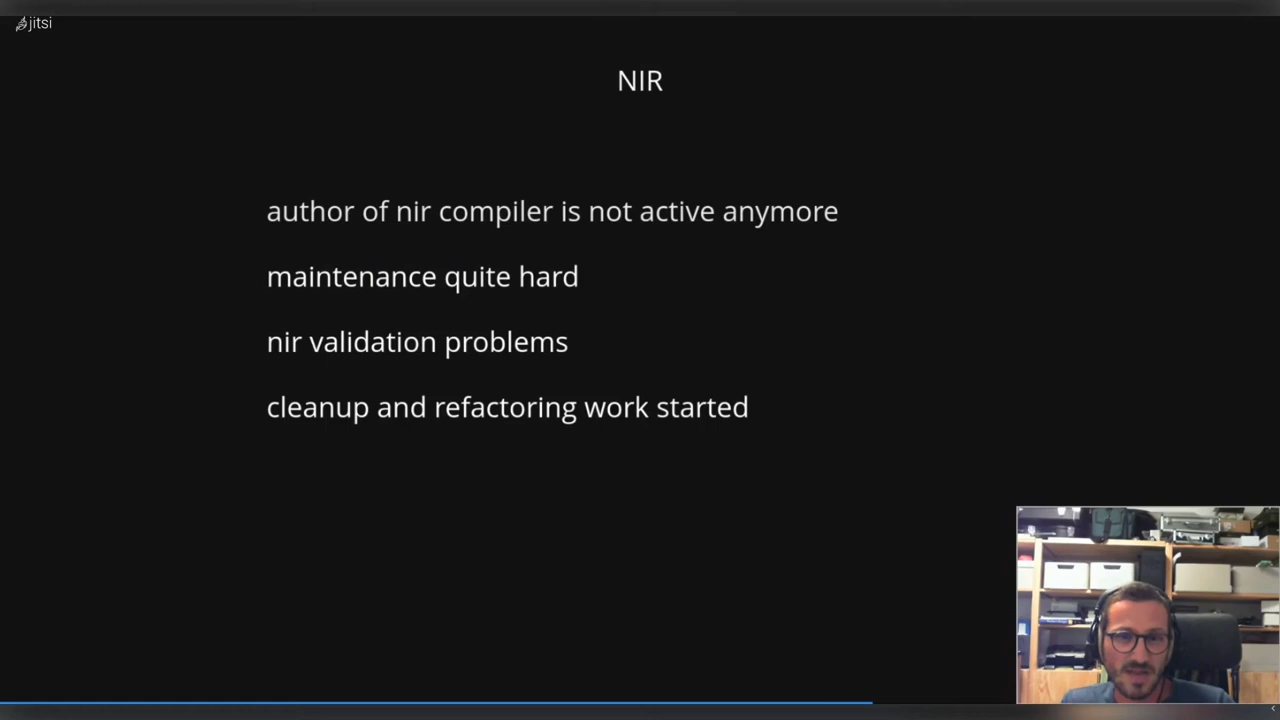 jitsi
NIR
author of nir compiler is not active anymore
maintenance quite hard
nir validation problems
cleanup and refactoring work started